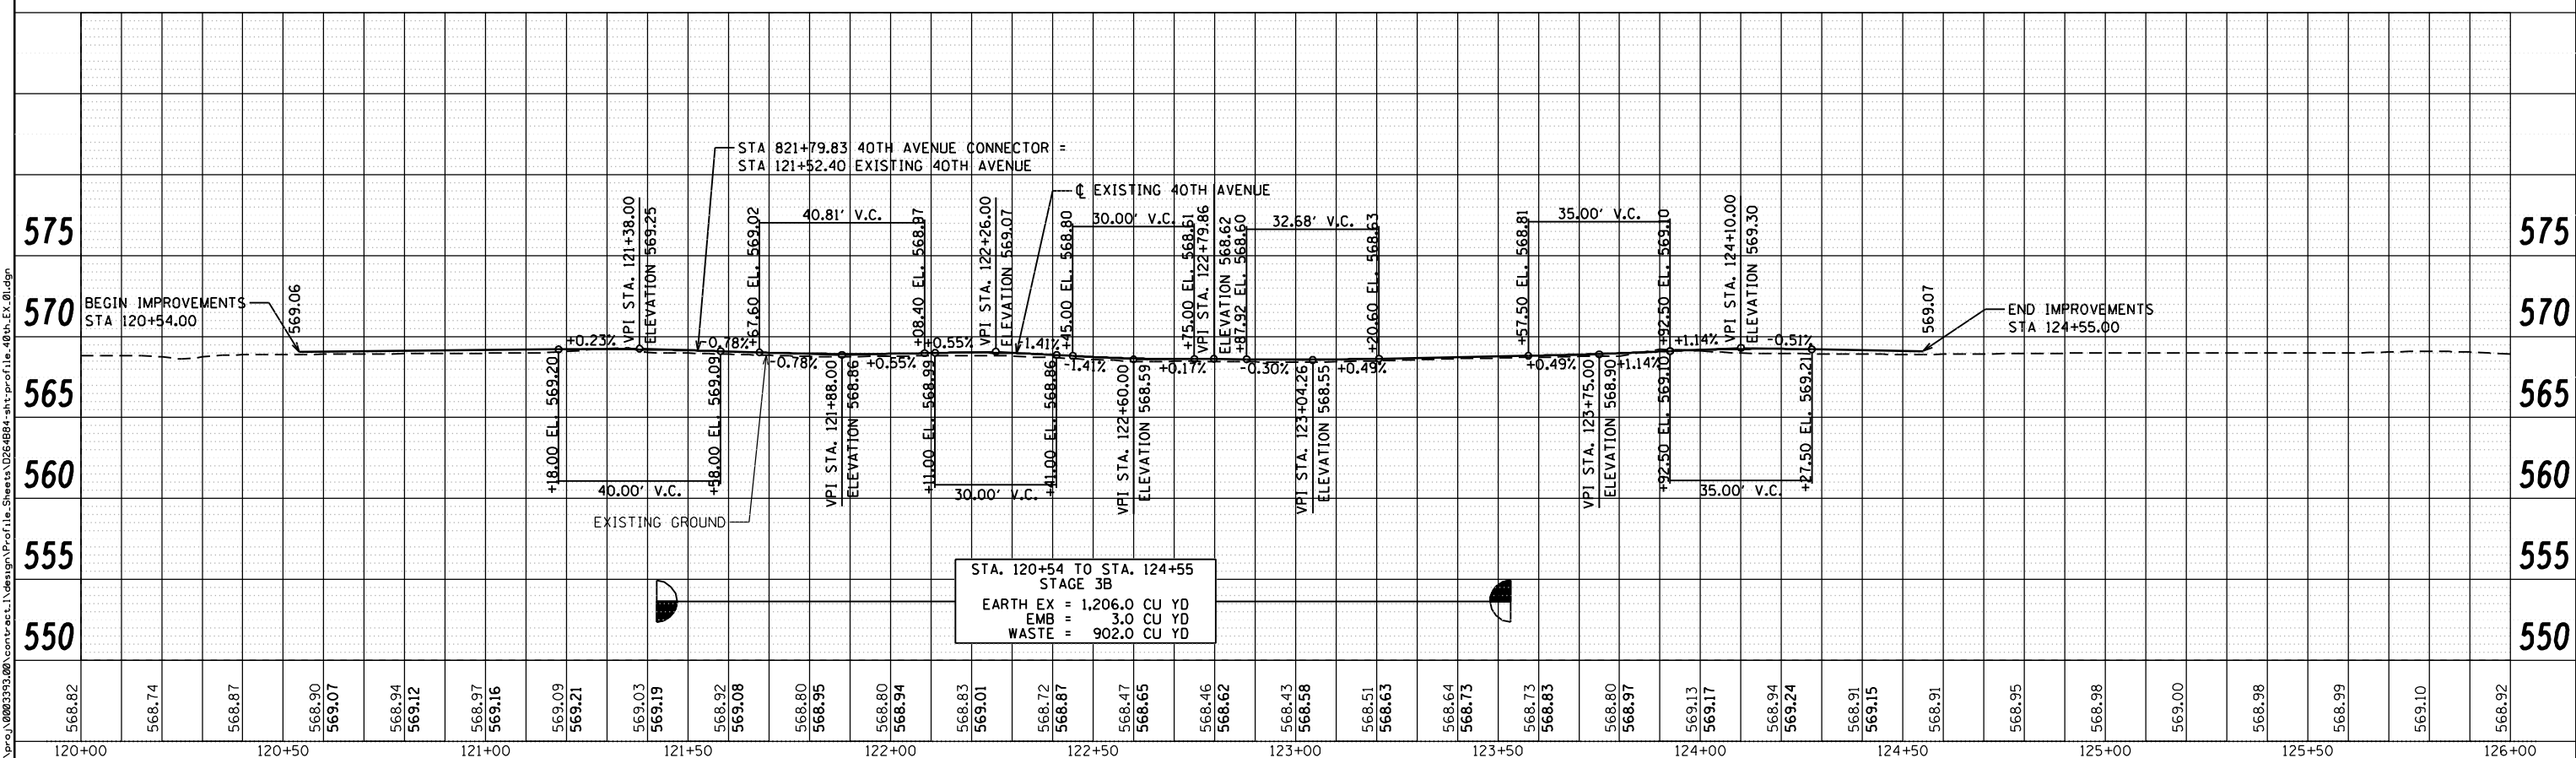 STA 821+79.83 40TH AVENUE CONNECTOR =
STA 121+52.40 EXISTING 40TH AVENUE
℄ EXISTING 40TH AVENUE
BEGIN IMPROVEMENTS
STA 120+54.00
569.06
+18.00 EL. 569.20
40.00' V.C.
+0.23%
VPI STA. 121+38.00
ELEVATION 569.25
-0.78%
+58.00 EL. 569.09
+67.60 EL. 569.02
40.81' V.C.
-0.78%
VPI STA. 121+88.00
ELEVATION 568.86
+0.55%
+08.40 EL. 568.97
+11.00 EL. 568.99
30.00' V.C.
+0.55%
VPI STA. 122+26.00
ELEVATION 569.07
-1.41%
+41.00 EL. 568.86
+45.00 EL. 568.80
30.00' V.C.
-1.41%
VPI STA. 122+60.00
ELEVATION 568.59
+0.17%
+75.00 EL. 568.61
VPI STA. 122+79.86
ELEVATION 568.62
+87.92 EL. 568.60
32.68' V.C.
-0.30%
VPI STA. 123+04.26
ELEVATION 568.55
+0.49%
+20.60 EL. 568.63
+57.50 EL. 568.81
35.00' V.C.
+0.49%
VPI STA. 123+75.00
ELEVATION 568.90
+1.14%
+92.50 EL. 569.10
+92.50 EL. 569.10
35.00' V.C.
+1.14%
VPI STA. 124+10.00
ELEVATION 569.30
-0.51%
+27.50 EL. 569.21
569.07
END IMPROVEMENTS
STA 124+55.00
EXISTING GROUND
575 575
570 570
565 565
560 560
555 555
550 550
STA. 120+54 TO STA. 124+55
STAGE 3B
EARTH EX = 1,206.0 CU YD
EMB = 3.0 CU YD
WASTE = 902.0 CU YD
568.82
568.74
568.87
568.90
569.07
568.94
569.12
568.97
569.16
569.09
569.21
569.03
569.19
568.92
569.08
568.80
568.95
568.80
568.94
568.83
569.01
568.72
568.87
568.47
568.65
568.46
568.62
568.43
568.58
568.51
568.63
568.64
568.73
568.73
568.83
568.80
568.97
569.13
569.17
568.94
569.24
568.91
569.15
568.91
568.95
568.98
569.00
568.98
568.99
569.10
568.92
120+00 120+50 121+00 121+50 122+00 122+50 123+00 123+50 124+00 124+50 125+00 125+50 126+00